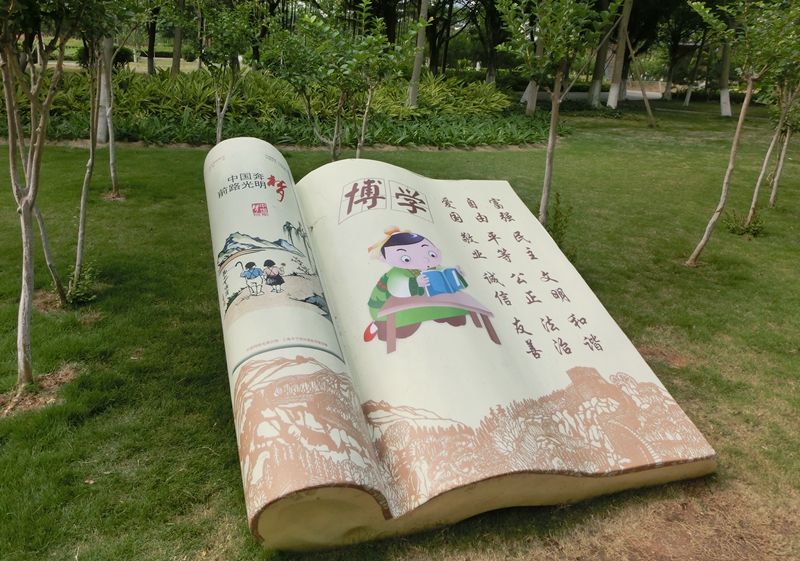 中国奔
前路光明
梦
博学
富强 民主 文明 和谐
自由 平等 公正 法治
爱国 敬业 诚信 友善